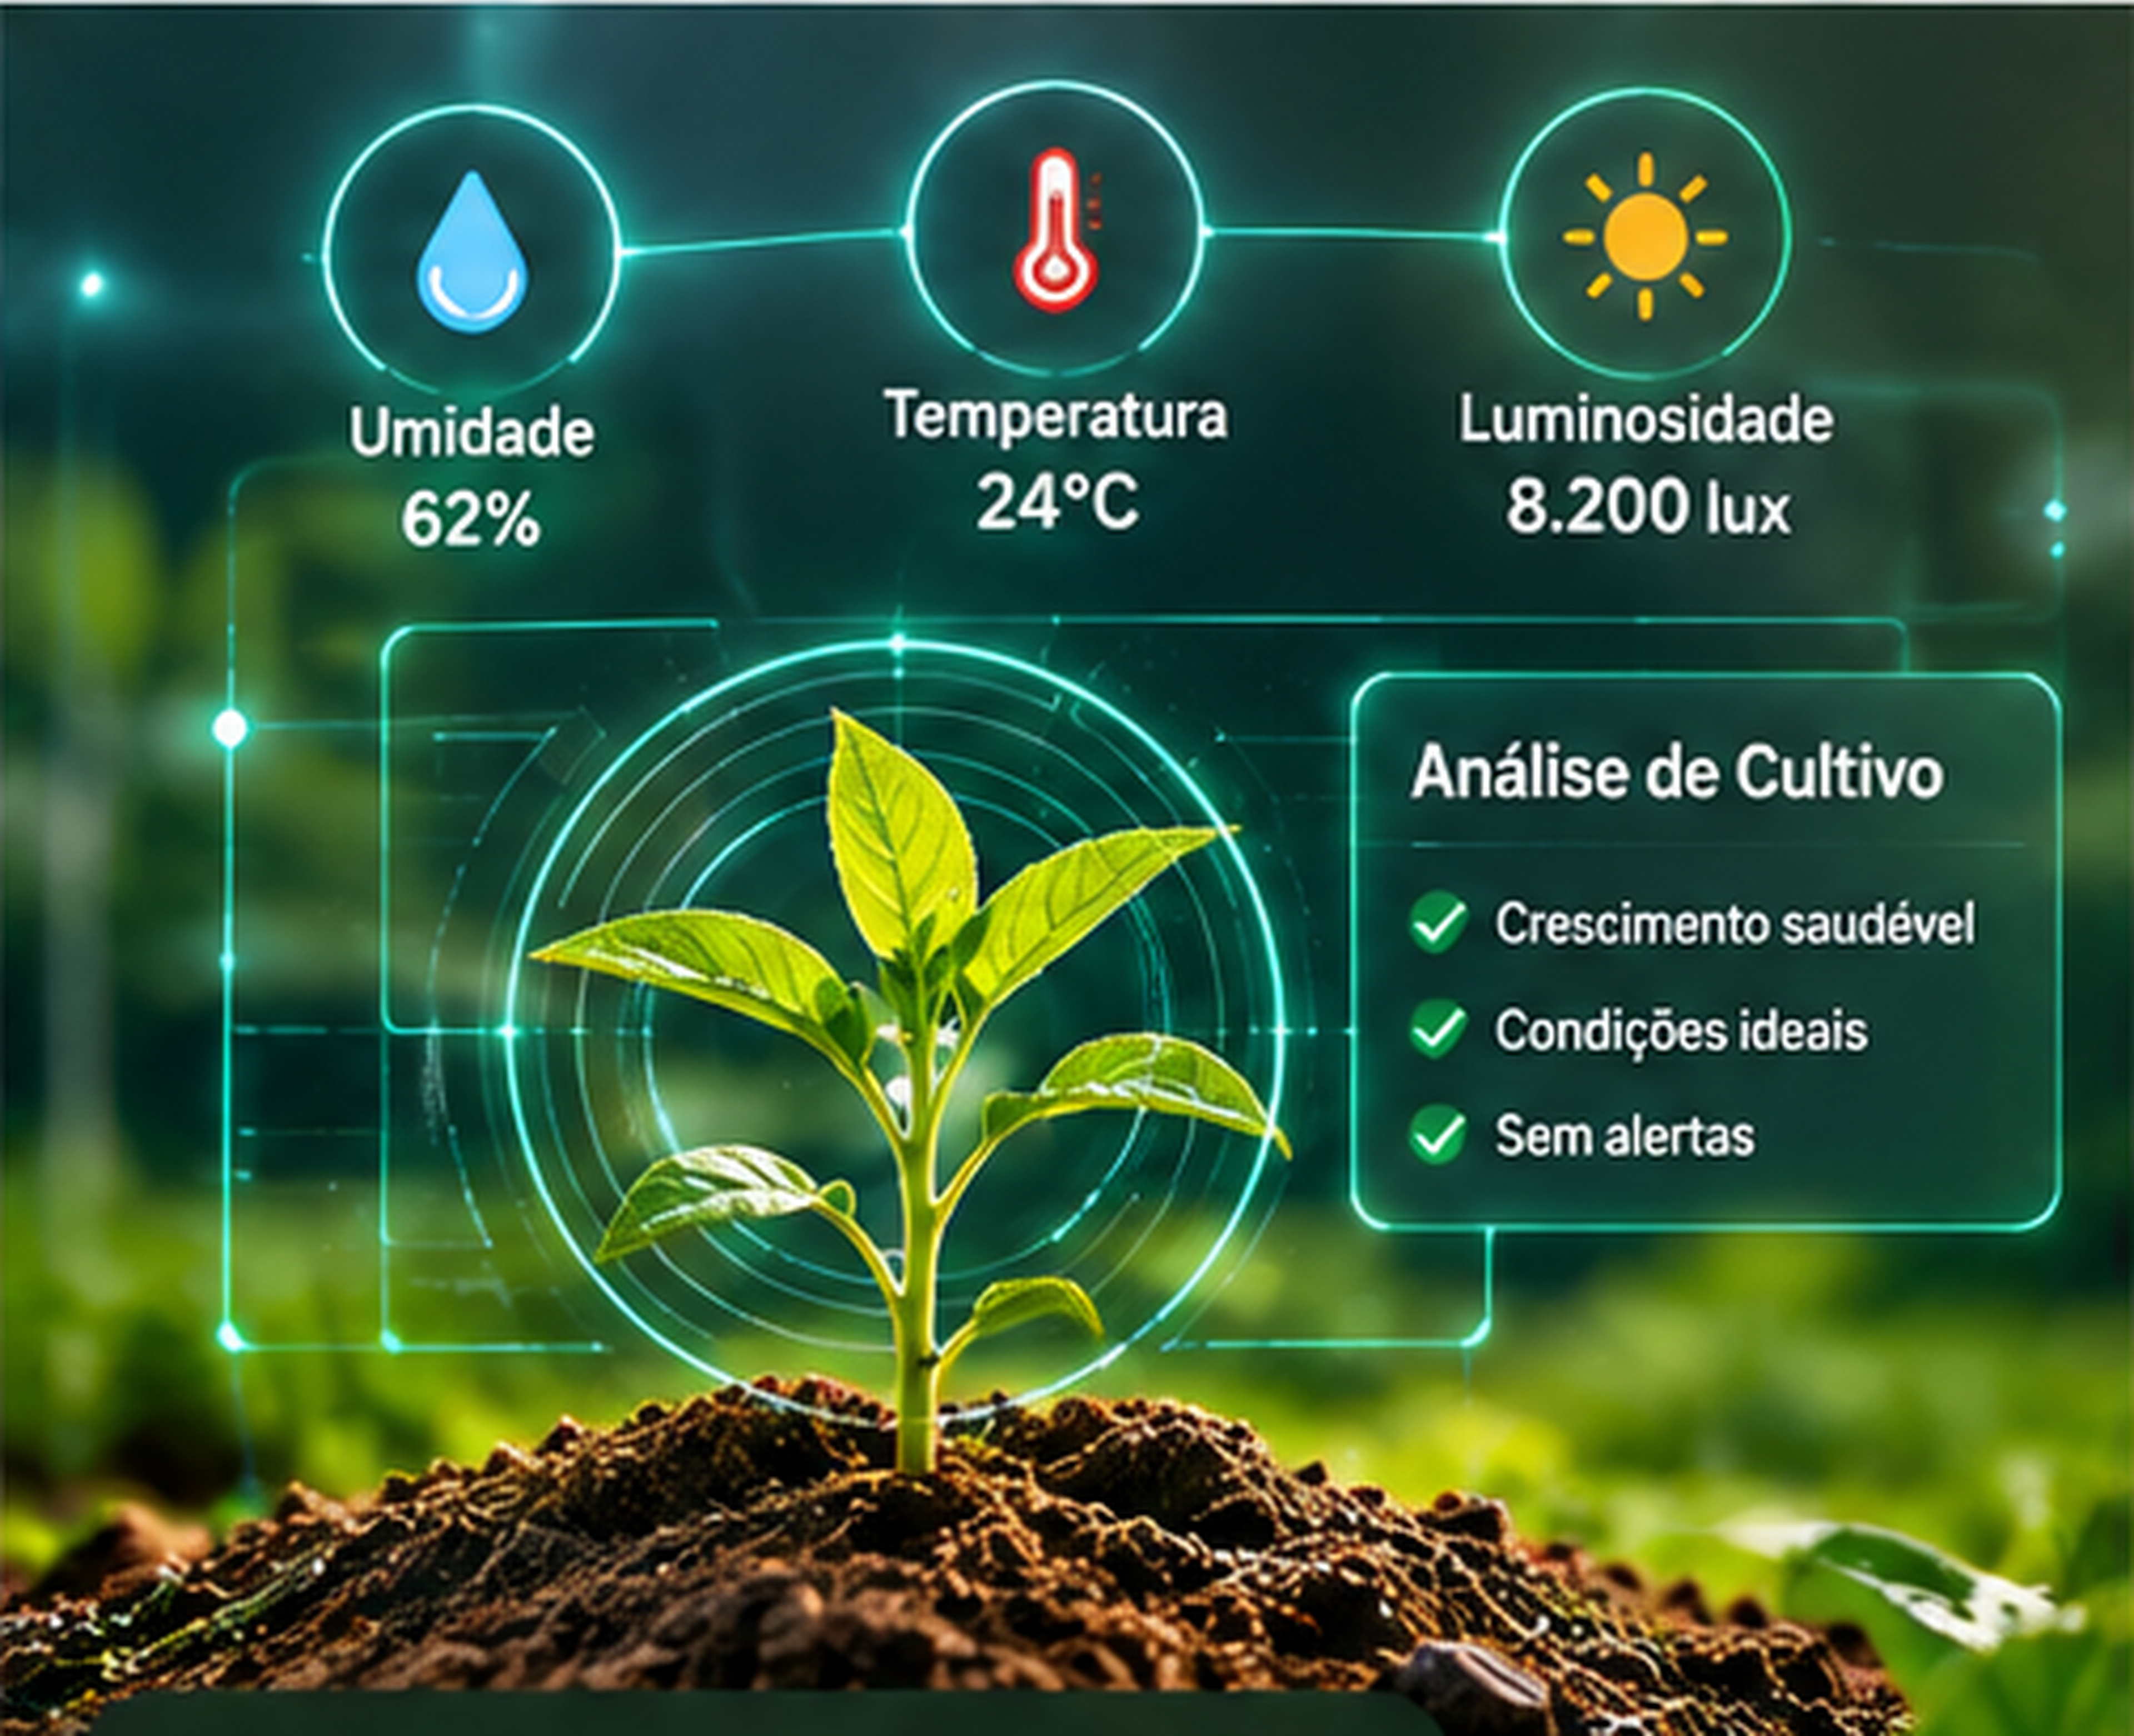 Umidade
62%
Temperatura
24°C
Luminosidade
8.200 lux
Análise de Cultivo
Crescimento saudável
Condições ideais
Sem alertas